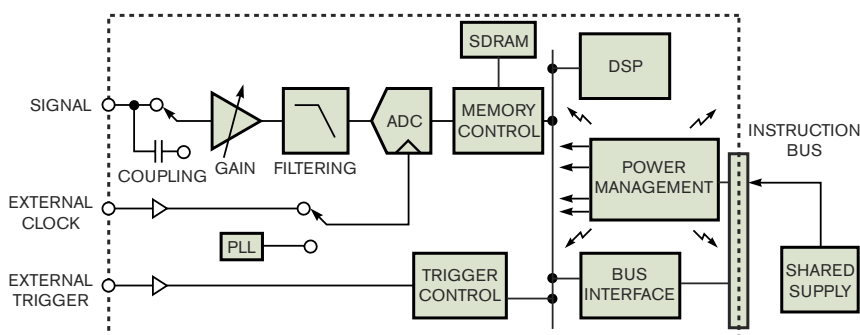 SDRAM
DSP
SIGNAL
ADC
MEMORY
CONTROL
COUPLING
GAIN
FILTERING
POWER
MANAGEMENT
INSTRUCTION
BUS
EXTERNAL
CLOCK
PLL
EXTERNAL
TRIGGER
TRIGGER
CONTROL
BUS
INTERFACE
SHARED
SUPPLY